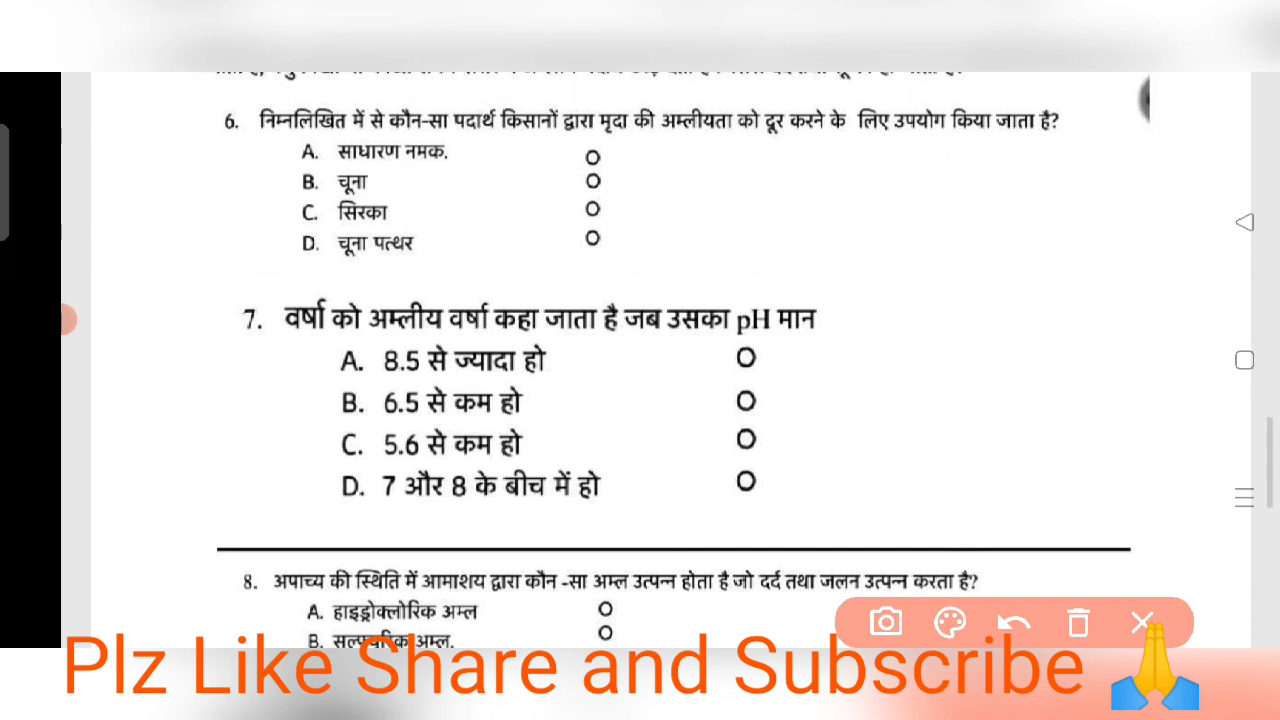 6. निम्नलिखित में से कौन-सा पदार्थ किसानों द्वारा मृदा की अम्लीयता को दूर करने के लिए उपयोग किया जाता है?
A. साधारण नमक.
B. चूना
C. सिरका
D. चूना पत्थर
7. वर्षा को अम्लीय वर्षा कहा जाता है जब उसका pH मान
A. 8.5 से ज्यादा हो
B. 6.5 से कम हो
C. 5.6 से कम हो
D. 7 और 8 के बीच में हो
8. अपाच्य की स्थिति में आमाशय द्वारा कौन -सा अम्ल उत्पन्न होता है जो दर्द तथा जलन उत्पन्न करता है?
A. हाइड्रोक्लोरिक अम्ल
B. सल्फ्यूरिक अम्ल.
Plz Like Share and Subscribe 🙏